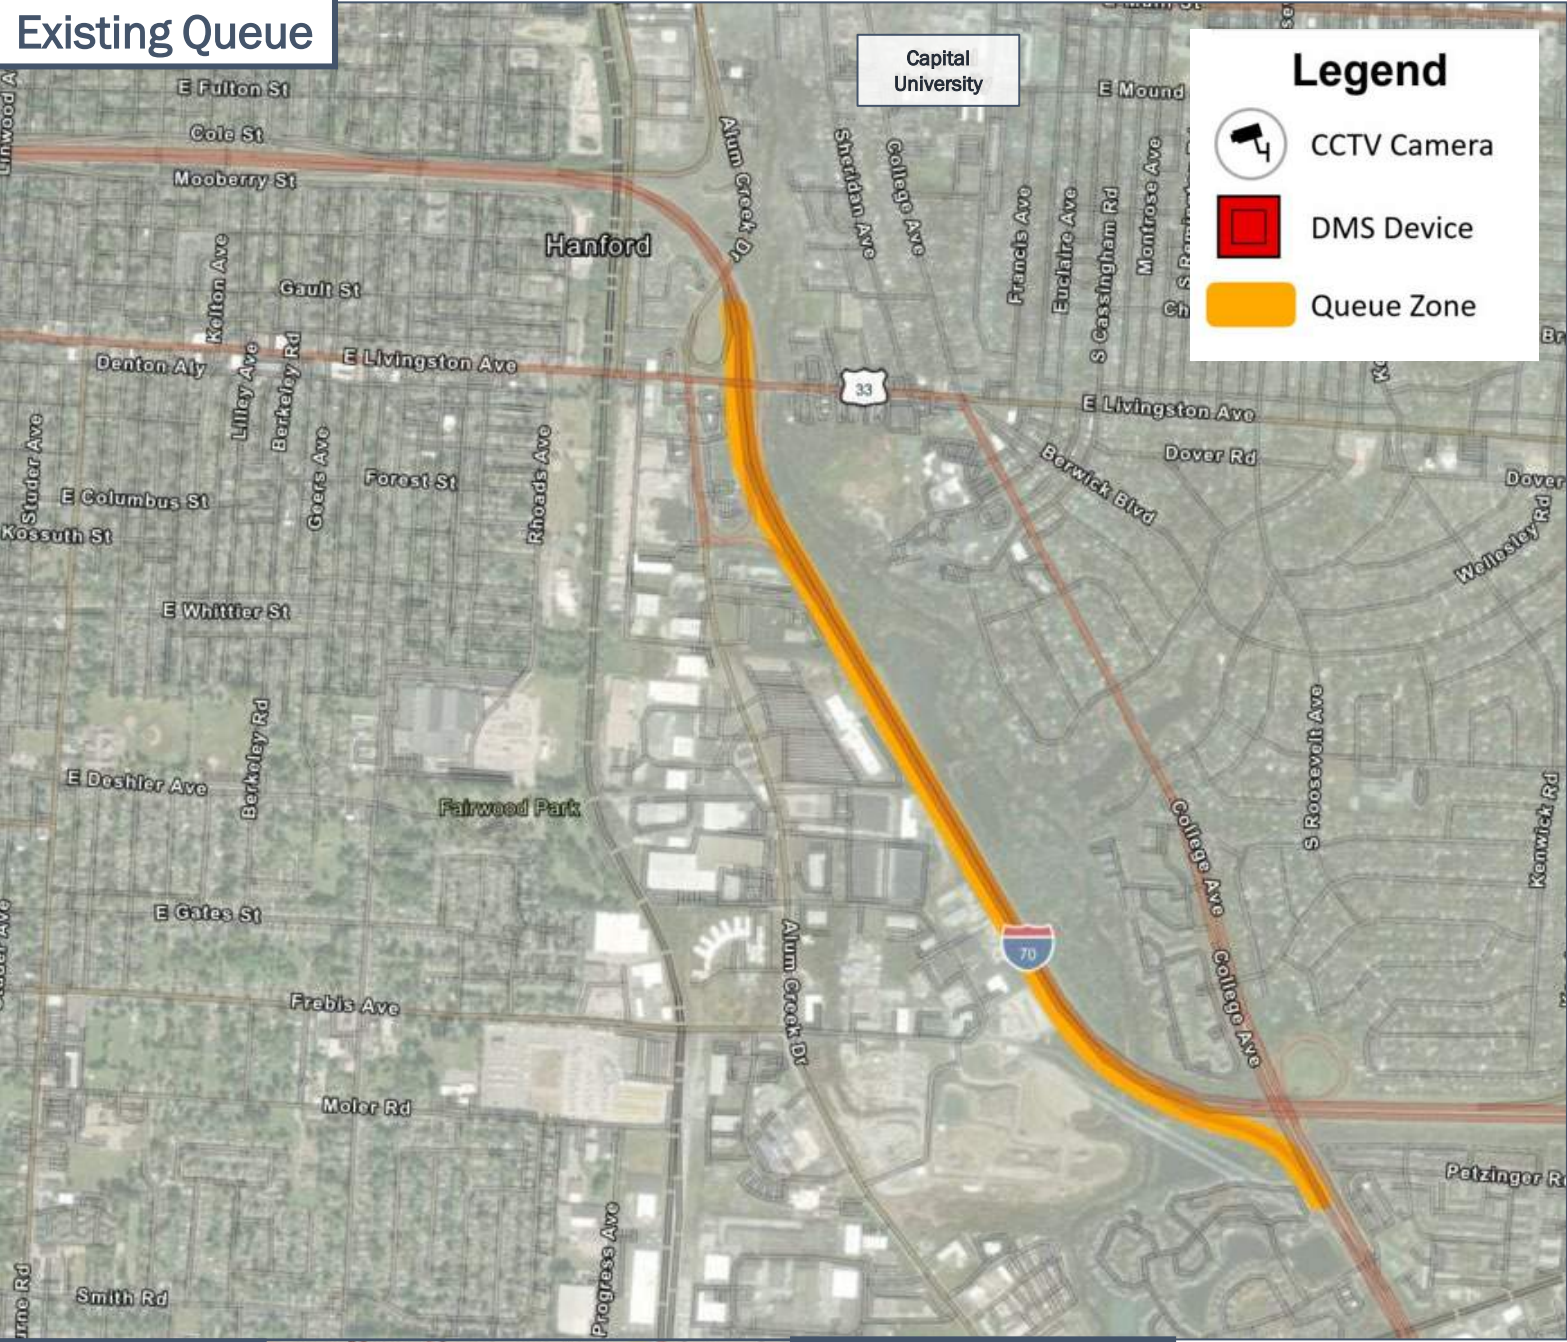 Existing Queue
Capital
University
Legend
CCTV Camera
DMS Device
Queue Zone
E Main St
E Fulton St
Cole St
Mooberry St
E Mound
Alum Creek Dr
Sheridan Ave
College Ave
Francis Ave
Euclaire Ave
S Cassingham Rd
Montrose Ave
Ch
Hanford
Kelton Ave
Gault St
Denton Aly
Lilley Ave
Berkeley Rd
E Livingston Ave
33
E Livingston Ave
Br
Studer Ave
E Columbus St
Kossuth St
Geers Ave
Forest St
Rhoads Ave
Berwick Blvd
Dover Rd
Dover
Wellesley Rd
E Whittier St
E Deshler Ave
Berkeley Rd
Fairwood Park
S Roosevelt Ave
Kenwick Rd
College Ave
E Gates St
70
Alum Creek Dr
College Ave
Frebis Ave
Moler Rd
Petzinger R
Progress Ave
Smith Rd